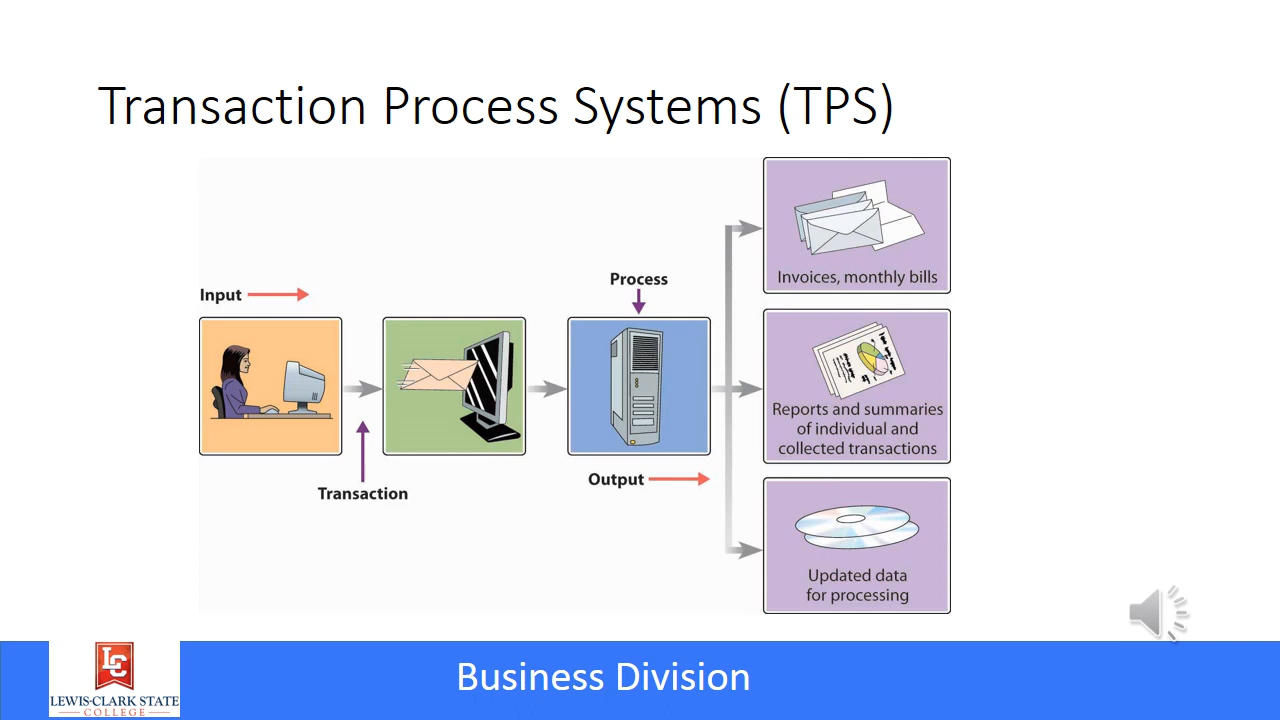 Transaction Process Systems (TPS)
Input
Transaction
Process
Output
Invoices, monthly bills
Reports and summaries
of individual and
collected transactions
Updated data
for processing
LC
LEWIS-CLARK STATE
COLLEGE
Business Division